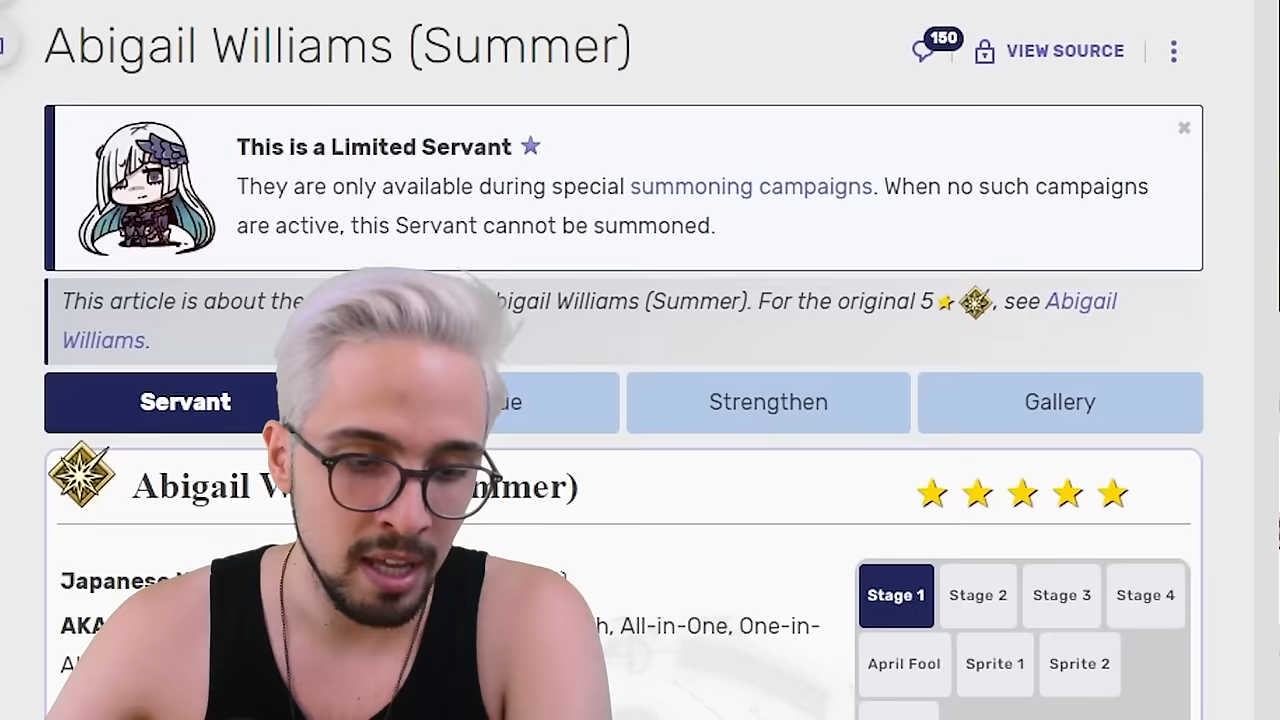 Abigail Williams (Summer)
150
VIEW SOURCE
This is a Limited Servant
They are only available during special summoning campaigns. When no such campaigns
are active, this Servant cannot be summoned.
This article is about the bigail Williams (Summer). For the original 5 , see Abigail
Williams.
Servant
Strengthen
Gallery
Abigail
Japanese
Stage 1
Stage 2
Stage 3
Stage 4
AKA
All-in-One, One-in-
April Fool
Sprite 1
Sprite 2